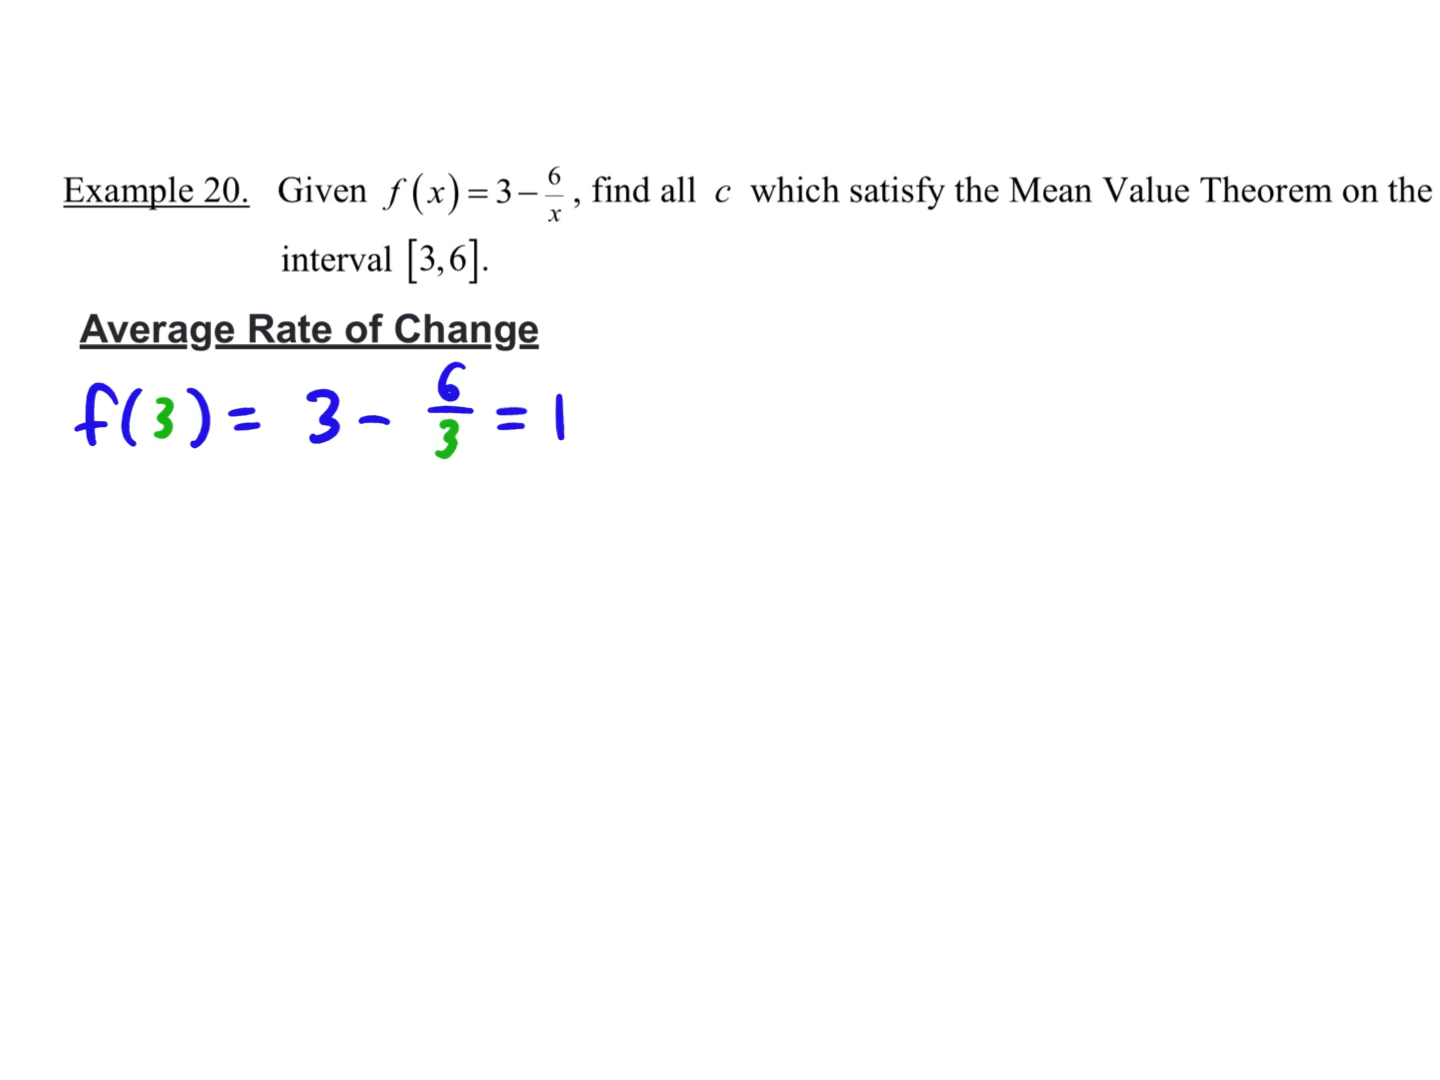 Example 20. Given f(x)=3−6/x, find all c which satisfy the Mean Value Theorem on the
interval [3,6].
Average Rate of Change
f(3) = 3 − 6/3 = 1